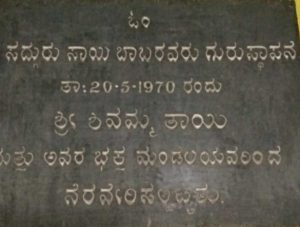 ಓಂ
ಸದ್ಗುರು ಸಾಯಿ ಬಾಬರವರು ಗುರುಸ್ಥಾಪನ
ತಾ: 20-5-1970 ರಂದು
ಶ್ರೀ ಶಿವಮ್ಮ ತಾಯಿ
ಮತ್ತು ಅವರ ಭಕ್ತ ಮಂಡಲಿಯವರಿಂದ
ನೆರವೇರಿಸಲ್ಪಟ್ಟಿತು.